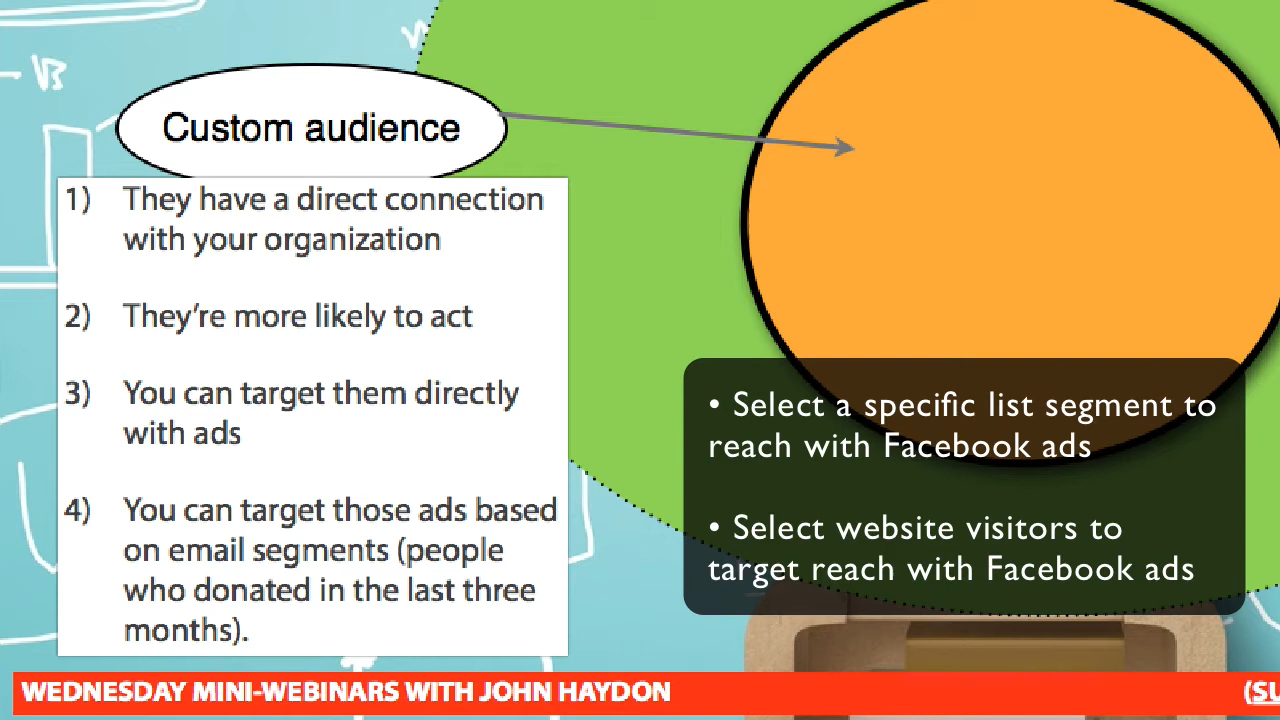 Custom audience
1) They have a direct connection
with your organization
2) They're more likely to act
3) You can target them directly
with ads
4) You can target those ads based
on email segments (people
who donated in the last three
months).
• Select a specific list segment to
reach with Facebook ads
• Select website visitors to
target reach with Facebook ads
WEDNESDAY MINI-WEBINARS WITH JOHN HAYDON